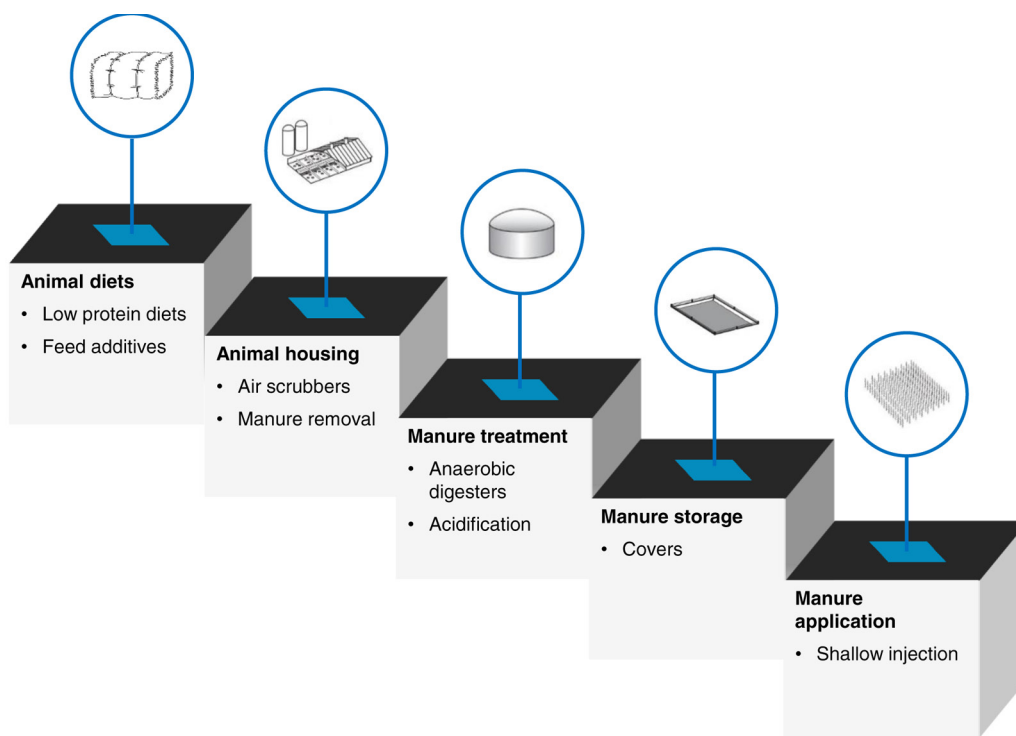 Animal diets
• Low protein diets
• Feed additives
Animal housing
• Air scrubbers
• Manure removal
Manure treatment
• Anaerobic
digesters
• Acidification
Manure storage
• Covers
Manure
application
• Shallow injection